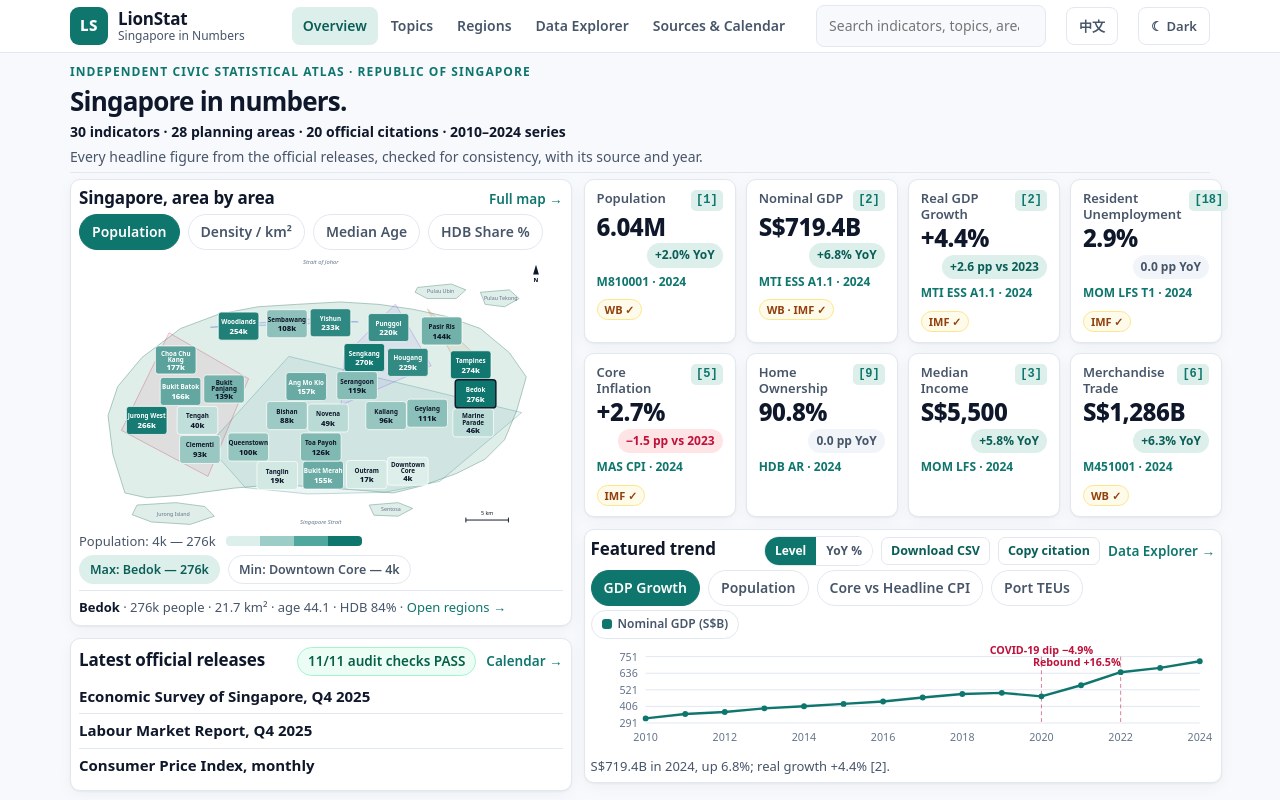 LS
LionStat
Singapore in Numbers
Overview
Topics
Regions
Data Explorer
Sources & Calendar
Search indicators, topics, are
中文
☾ Dark
INDEPENDENT CIVIC STATISTICAL ATLAS · REPUBLIC OF SINGAPORE
Singapore in numbers.
30 indicators · 28 planning areas · 20 official citations · 2010–2024 series
Every headline figure from the official releases, checked for consistency, with its source and year.
Singapore, area by area
Full map →
Population
Density / km²
Median Age
HDB Share %
Strait of Johor
N
Pulau Ubin
Pulau Tekong
Woodlands
254k
Sembawang
108k
Yishun
233k
Punggol
220k
Pasir Ris
144k
Choa Chu
Kang
177k
Sengkang
270k
Hougang
229k
Tampines
274k
Bukit Batok
166k
Bukit
Panjang
139k
Ang Mo Kio
157k
Serangoon
119k
Bedok
276k
Jurong West
266k
Tengah
40k
Bishan
88k
Novena
49k
Kallang
96k
Geylang
111k
Marine
Parade
46k
Clementi
93k
Queenstown
100k
Toa Payoh
126k
Tanglin
19k
Bukit Merah
155k
Outram
17k
Downtown
Core
4k
Jurong Island
Sentosa
Singapore Strait
5 km
Population: 4k — 276k
Max: Bedok — 276k
Min: Downtown Core — 4k
Bedok · 276k people · 21.7 km² · age 44.1 · HDB 84% · Open regions →
Latest official releases
11/11 audit checks PASS
Calendar →
Economic Survey of Singapore, Q4 2025
Labour Market Report, Q4 2025
Consumer Price Index, monthly
Population
[1]
6.04M
+2.0% YoY
M810001 · 2024
WB ✓
Nominal GDP
[2]
S$719.4B
+6.8% YoY
MTI ESS A1.1 · 2024
WB · IMF ✓
Real GDP
Growth
[2]
+4.4%
+2.6 pp vs 2023
MTI ESS A1.1 · 2024
IMF ✓
Resident
Unemployment
[18]
2.9%
0.0 pp YoY
MOM LFS T1 · 2024
IMF ✓
Core
Inflation
[5]
+2.7%
−1.5 pp vs 2023
MAS CPI · 2024
IMF ✓
Home
Ownership
[9]
90.8%
0.0 pp YoY
HDB AR · 2024
Median
Income
[3]
S$5,500
+5.8% YoY
MOM LFS · 2024
Merchandise
Trade
[6]
S$1,286B
+6.3% YoY
M451001 · 2024
WB ✓
Featured trend
Level
YoY %
Download CSV
Copy citation
Data Explorer →
GDP Growth
Population
Core vs Headline CPI
Port TEUs
Nominal GDP (S$B)
COVID-19 dip −4.9%
Rebound +16.5%
751
636
521
406
291
2010
2012
2014
2016
2018
2020
2022
2024
S$719.4B in 2024, up 6.8%; real growth +4.4% [2].